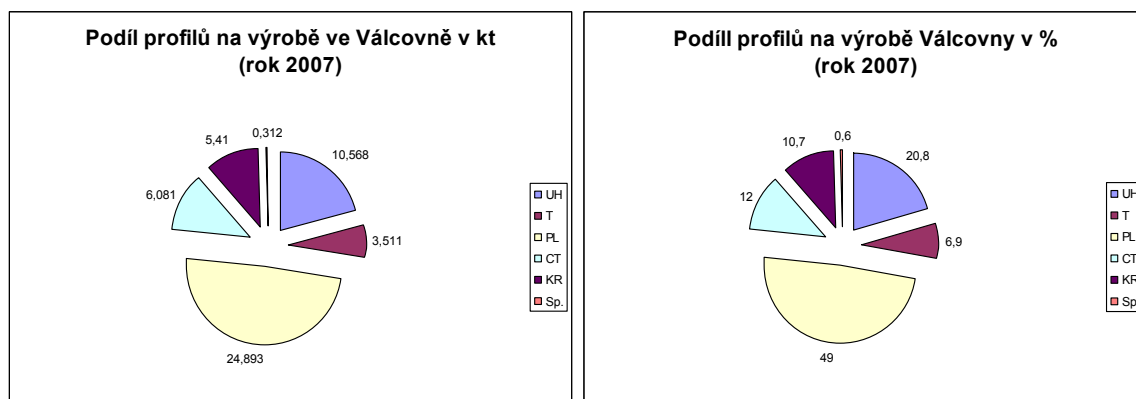 Podíl profilů na výrobě ve Válcovně v kt
(rok 2007)
0,312
5,41
10,568
6,081
3,511
24,893
UH
T
PL
CT
KR
Sp.
Podíll profilů na výrobě Válcovny v %
(rok 2007)
0,6
10,7
20,8
12
6,9
49
UH
T
PL
CT
KR
Sp